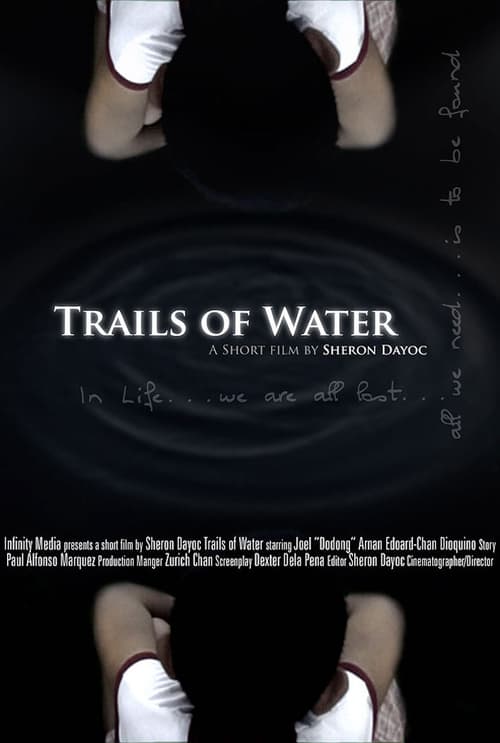 TRAILS OF WATER
A SHORT FILM BY SHERON DAYOC
In Life. . . we are all lost. . .
all we need. . . is to be found
Infinity Media presents a short film by Sheron Dayoc Trails of Water starring Joel "Dodong" Arnan Edoard-Chan Dioquino Story
Paul Alfonso Marquez Production Manger Zurich Chan Screenplay Dexter Dela Pena Editor Sheron Dayoc Cinematographer/Director